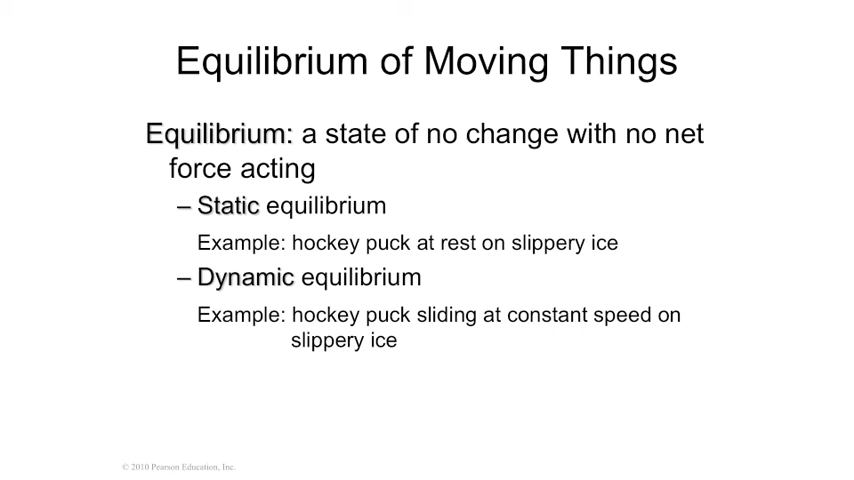 Equilibrium of Moving Things
Equilibrium: a state of no change with no net
force acting
– Static equilibrium
Example: hockey puck at rest on slippery ice
– Dynamic equilibrium
Example: hockey puck sliding at constant speed on
slippery ice
© 2010 Pearson Education, Inc.